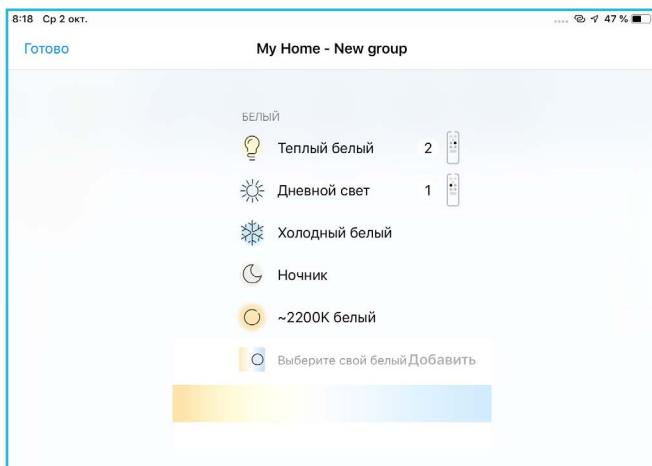 8:18 Ср 2 окт. 47 %
Готово My Home - New group
БЕЛЫЙ
Теплый белый 2
Дневной свет 1
Холодный белый
Ночник
~2200K белый
Выберите свой белый Добавить